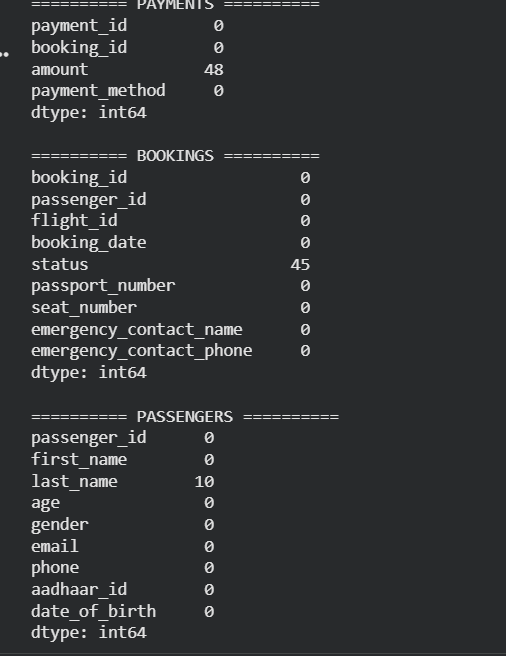 ========== PAYMENTS ==========
payment_id 0
booking_id 0
amount 48
payment_method 0
dtype: int64
========== BOOKINGS ==========
booking_id 0
passenger_id 0
flight_id 0
booking_date 0
status 45
passport_number 0
seat_number 0
emergency_contact_name 0
emergency_contact_phone 0
dtype: int64
========== PASSENGERS ==========
passenger_id 0
first_name 0
last_name 10
age 0
gender 0
email 0
phone 0
aadhaar_id 0
date_of_birth 0
dtype: int64